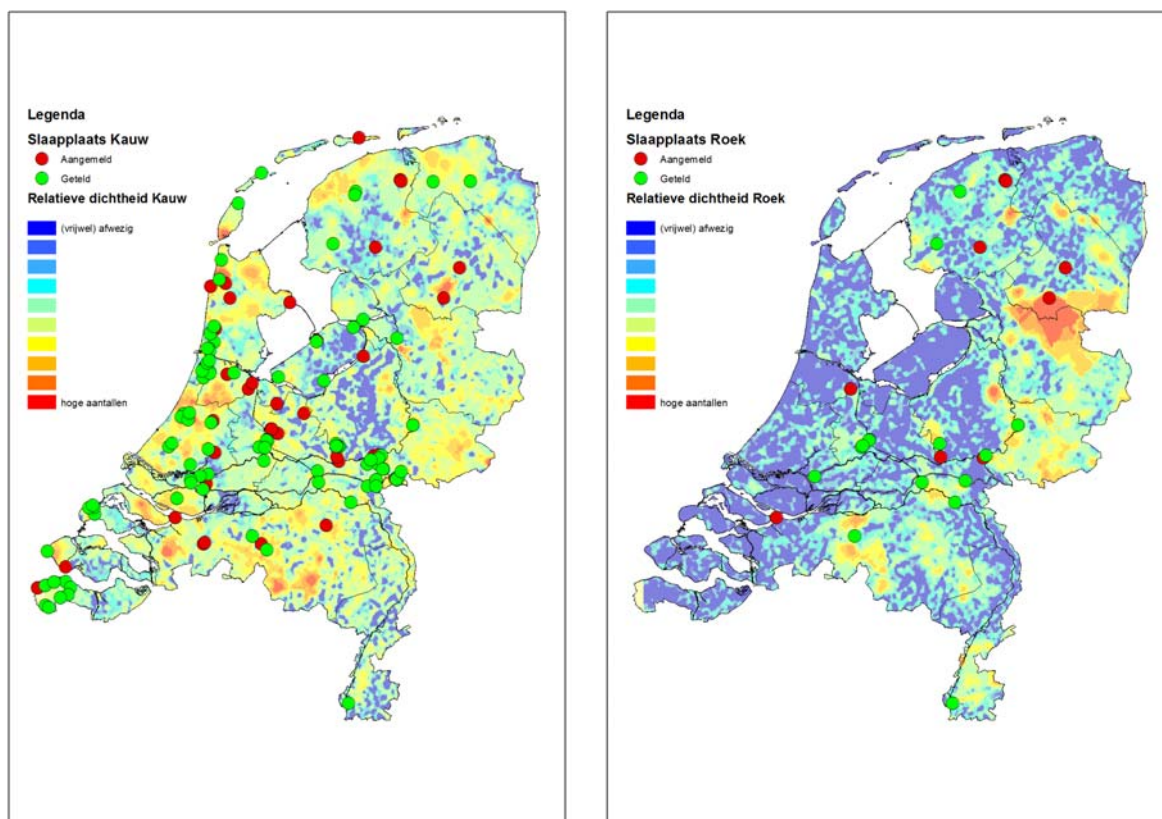 Legenda
Slaapplaats Kauw
Aangemeld
Geteld
Relatieve dichtheid Kauw
(vrijwel) afwezig
hoge aantallen
Legenda
Slaapplaats Roek
Aangemeld
Geteld
Relatieve dichtheid Roek
(vrijwel) afwezig
hoge aantallen